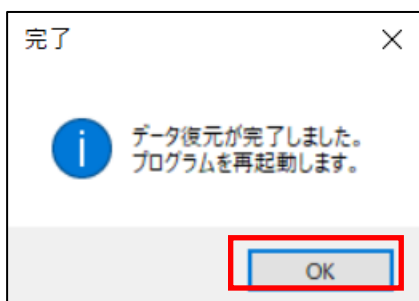 完了
データ復元が完了しました。
プログラムを再起動します。
OK